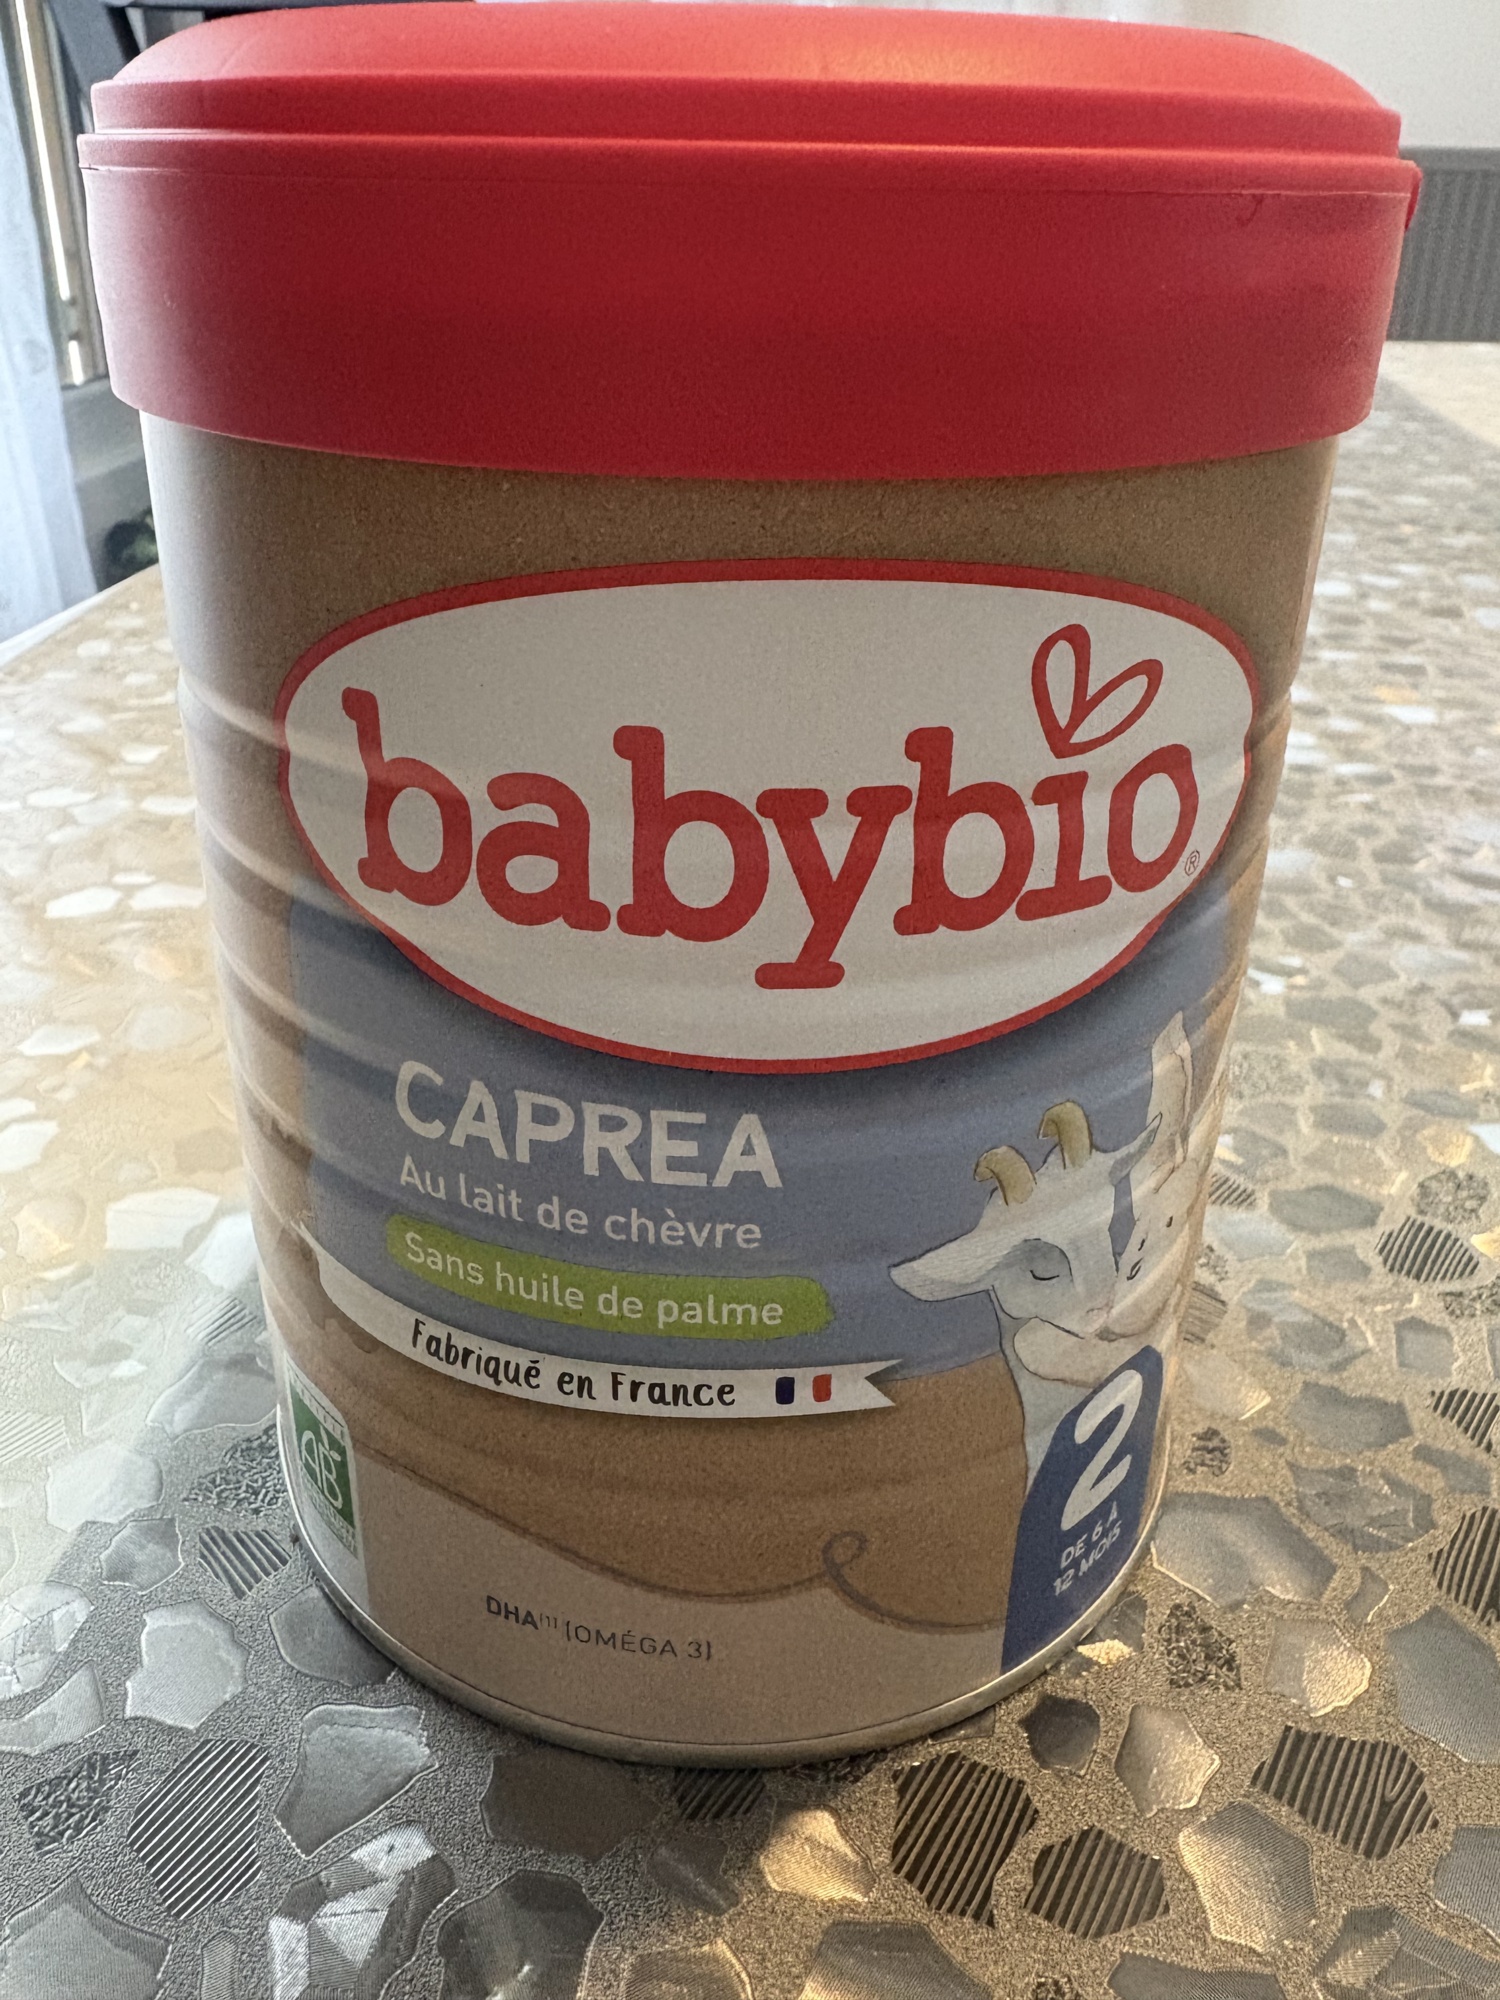 babybio®
CAPREA
Au lait de chèvre
Sans huile de palme
Fabriqué en France
AB
2
DE 6 À
12 MOIS
DHA(1) (OMÉGA 3)